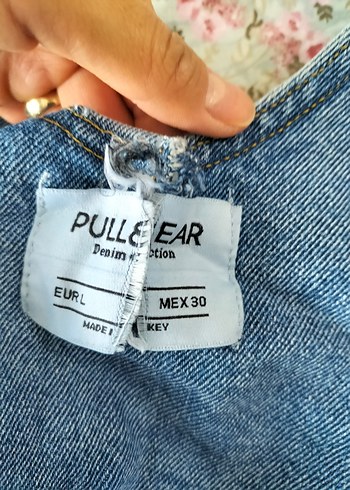 PULL& EAR
Denim ction
EUR L
MEX 30
MADE KEY